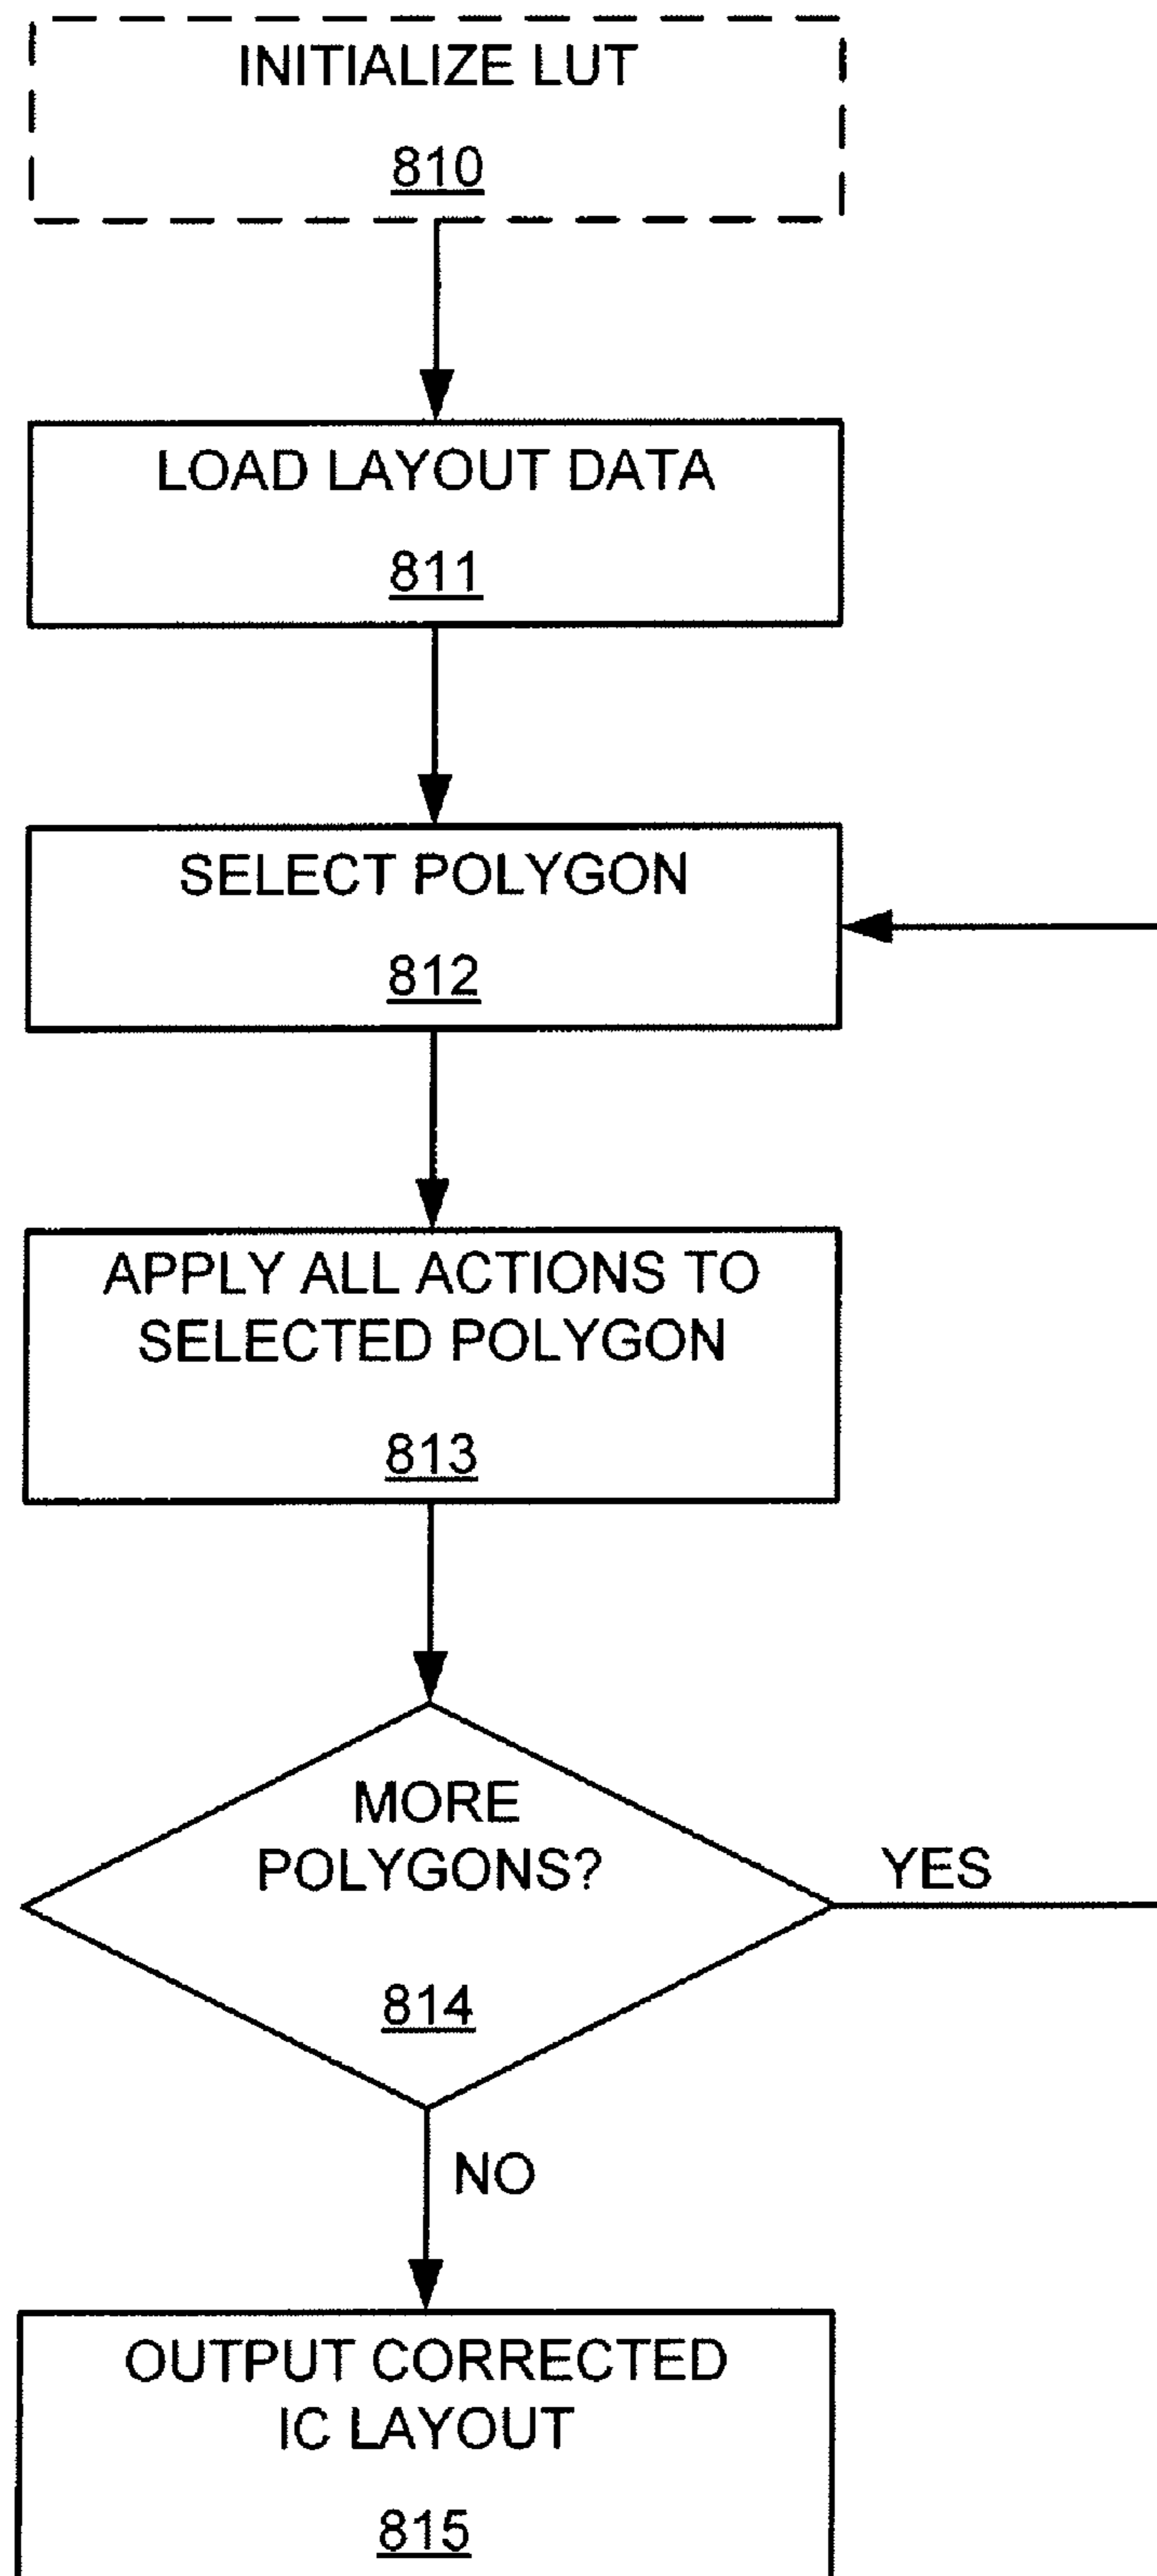 INITIALIZE LUT
810
LOAD LAYOUT DATA
811
SELECT POLYGON
812
APPLY ALL ACTIONS TO
SELECTED POLYGON
813
MORE
POLYGONS?
YES
814
NO
OUTPUT CORRECTED
IC LAYOUT
815